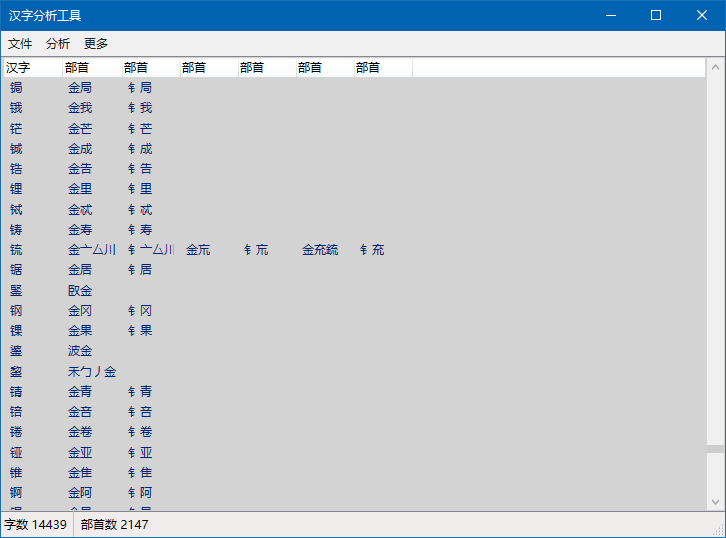 汉字分析工具
文件 分析 更多
汉字 部首 部首 部首 部首 部首 部首
锔 金局 钅局
锇 金我 钅我
铓 金芒 钅芒
铖 金成 钅成
锆 金告 钅告
锂 金里 钅里
铽 金忒 钅忒
铸 金寿 钅寿
锍 金亠厶川 钅亠厶川 金㐬 钅㐬 金充巯 钅充
锯 金居 钅居
鋻 臤金
钢 金冈 钅冈
锞 金果 钅果
碆 波金
鏊 禾勹丿金
锖 金青 钅青
锫 金咅 钅咅
锩 金卷 钅卷
铔 金亚 钅亚
锥 金隹 钅隹
锕 金阿 钅阿
字数 14439 部首数 2147